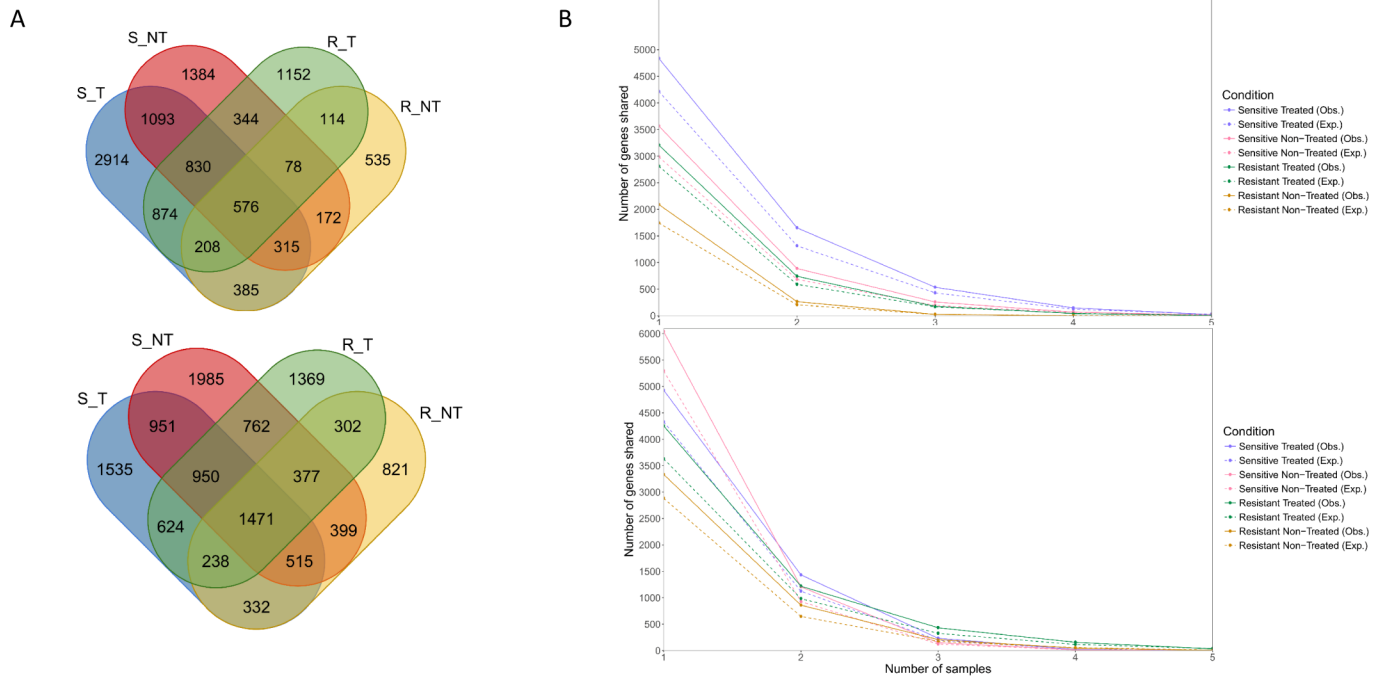 A
S_NT
R_T
S_T
R_NT
1384
1152
1093
344
114
2914
830
78
535
874
576
172
208
315
385
S_NT
R_T
S_T
R_NT
1985
1369
951
762
302
1535
950
377
821
624
1471
399
238
515
332
B
Number of genes shared
5000
4500
4000
3500
3000
2500
2000
1500
1000
500
0
1
2
3
4
5
Condition
Sensitive Treated (Obs.)
Sensitive Treated (Exp.)
Sensitive Non-Treated (Obs.)
Sensitive Non-Treated (Exp.)
Resistant Treated (Obs.)
Resistant Treated (Exp.)
Resistant Non-Treated (Obs.)
Resistant Non-Treated (Exp.)
Number of genes shared
6000
5500
5000
4500
4000
3500
3000
2500
2000
1500
1000
500
0
1
2
3
4
5
Number of samples
Condition
Sensitive Treated (Obs.)
Sensitive Treated (Exp.)
Sensitive Non-Treated (Obs.)
Sensitive Non-Treated (Exp.)
Resistant Treated (Obs.)
Resistant Treated (Exp.)
Resistant Non-Treated (Obs.)
Resistant Non-Treated (Exp.)